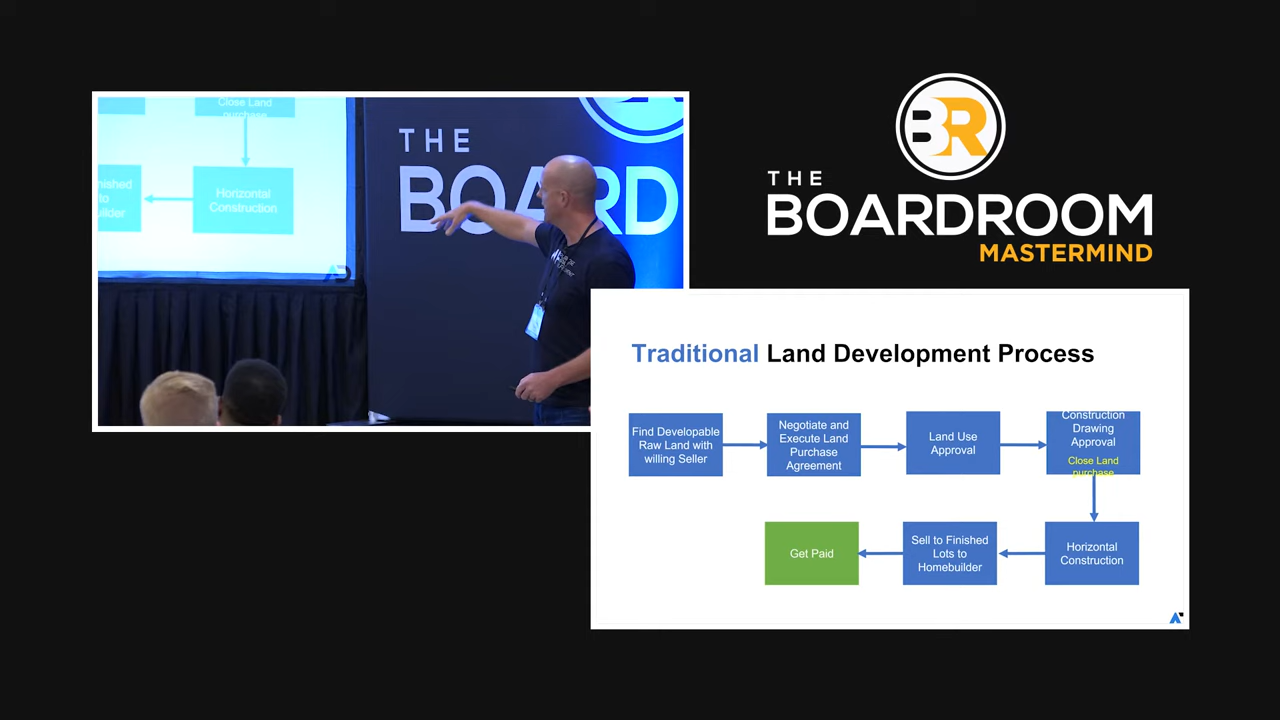 Close Land
purchase
Horizontal
Construction
to
THE
BOARD
BR
THE
BOARDROOM
MASTERMIND
Traditional Land Development Process
Find Developable
Raw Land with
willing Seller
Negotiate and
Execute Land
Purchase
Agreement
Land Use
Approval
Construction
Drawing
Approval
Close Land
purchase
Get Paid
Sell to Finished
Lots to
Homebuilder
Horizontal
Construction